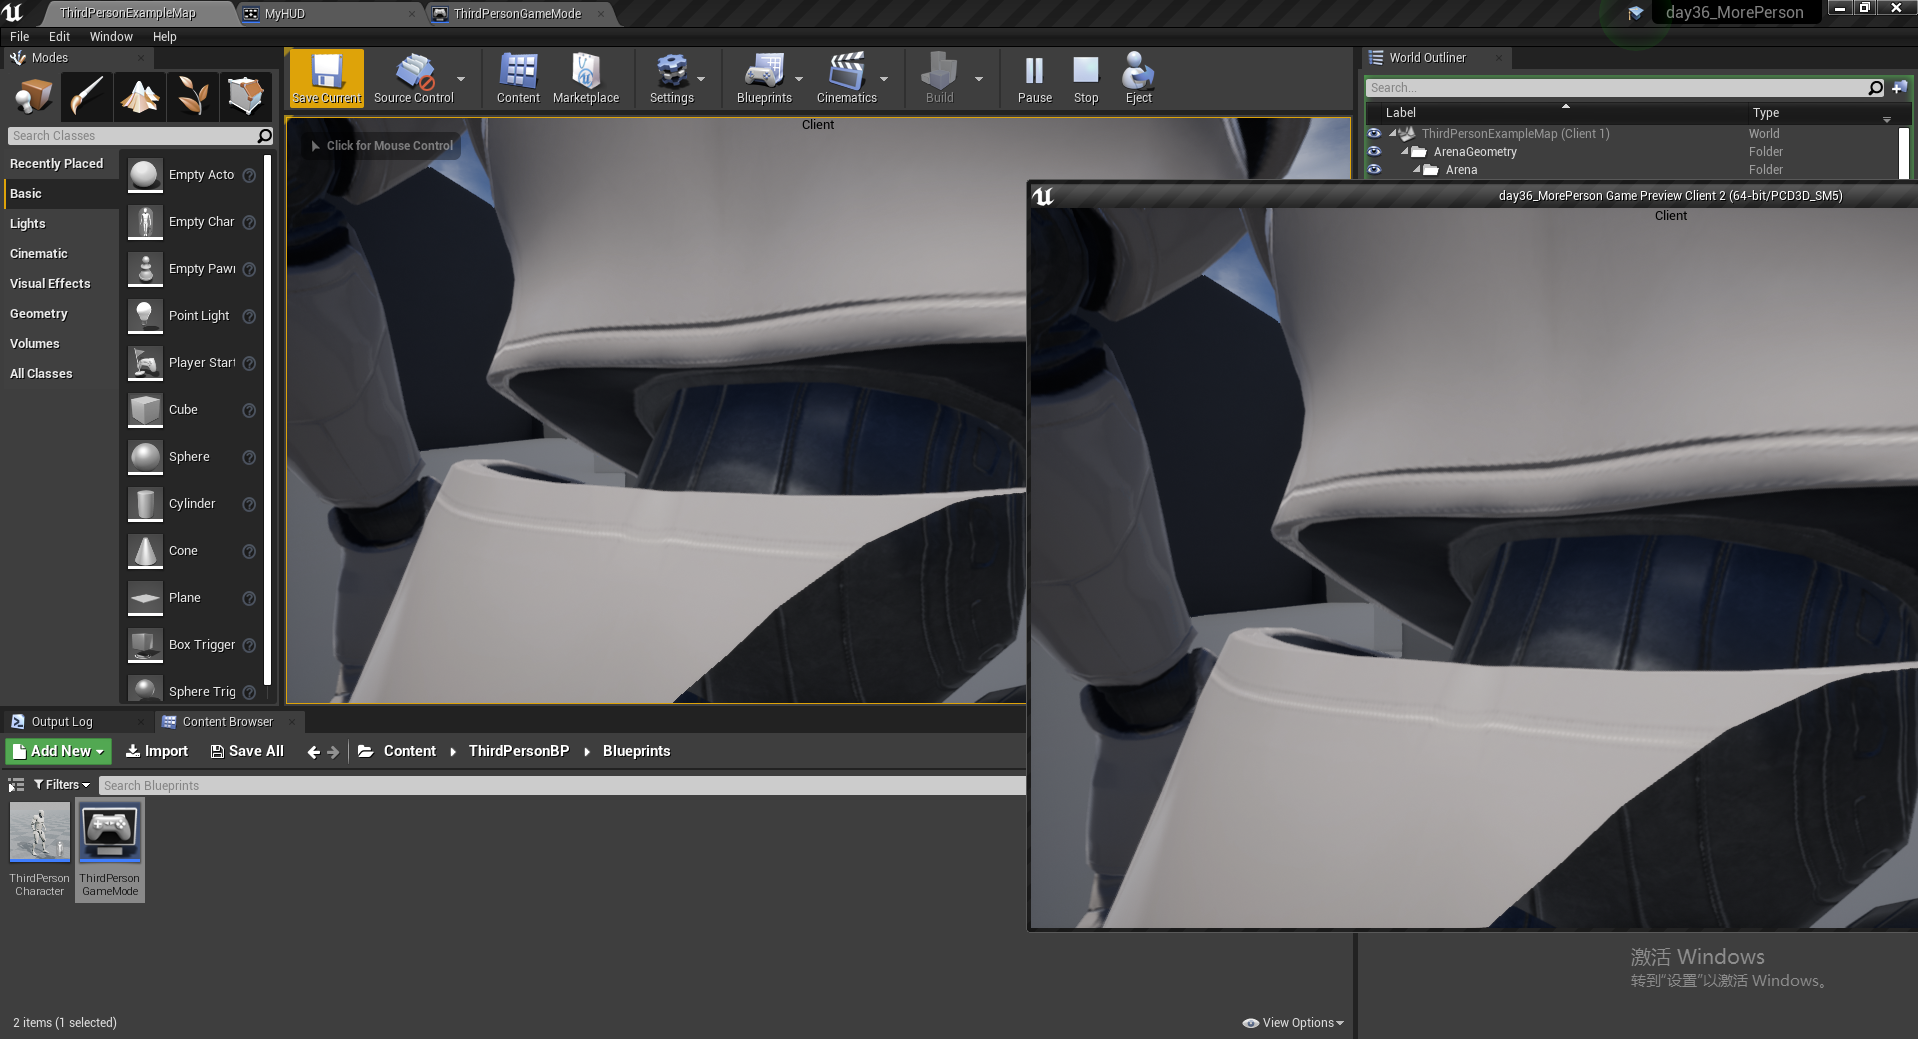 ThirdPersonExampleMap
MyHUD
ThirdPersonGameMode
day36_MorePerson
File Edit Window Help
Modes
Save Current
Source Control
Content
Marketplace
Settings
Blueprints
Cinematics
Build
Pause
Stop
Eject
World Outliner
Search...
Label
Type
ThirdPersonExampleMap (Client 1)
World
ArenaGeometry
Folder
Arena
Folder
Search Classes
Recently Placed
Basic
Lights
Cinematic
Visual Effects
Geometry
Volumes
All Classes
Empty Acto
Empty Char
Empty Paw
Point Light
Player Start
Cube
Sphere
Cylinder
Cone
Plane
Box Trigger
Sphere Trig
Client
Click for Mouse Control
day36_MorePerson Game Preview Client 2 (64-bit/PCD3D_SM5)
Client
Output Log
Content Browser
Add New
Import
Save All
Content
ThirdPersonBP
Blueprints
Filters
Search Blueprints
ThirdPerson
Character
ThirdPerson
GameMode
2 items (1 selected)
View Options
激活 Windows
转到“设置”以激活 Windows。